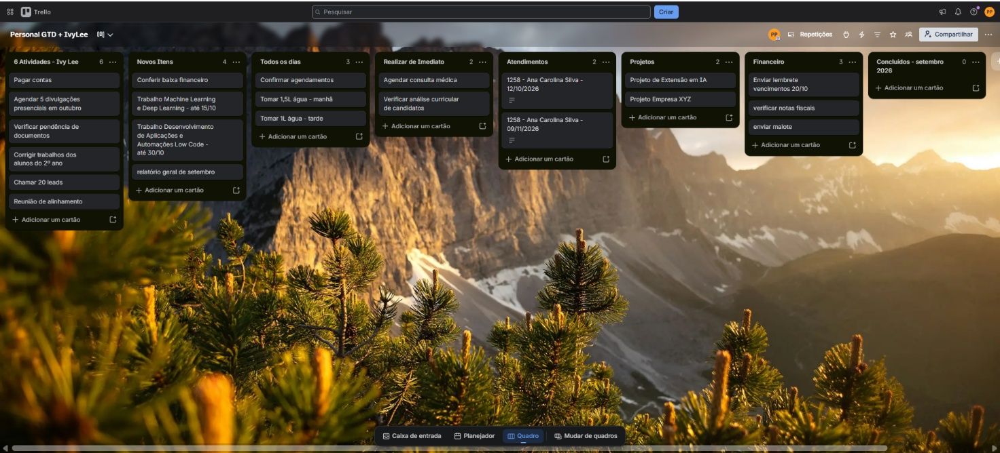 Trello
Pesquisar
Criar
PP
Personal GTD + IvyLee
PP
Repetições
Compartilhar
6 Atividades - Ivy Lee 6
Pagar contas
Agendar 5 divulgações
presenciais em outubro
Verificar pendência de
documentos
Corrigir trabalhos dos
alunos do 2º ano
Chamar 20 leads
Reunião de alinhamento
+ Adicionar um cartão
Novos Itens 4
Conferir baixa financeiro
Trabalho Machine Learning
e Deep Learning - até 15/10
Trabalho Desenvolvimento
de Aplicações e
Automações Low Code -
até 30/10
relatório geral de setembro
+ Adicionar um cartão
Todos os dias 3
Confirmar agendamentos
Tomar 1,5L água - manhã
Tomar 1L água - tarde
+ Adicionar um cartão
Realizar de Imediato 2
Agendar consulta médica
Verificar análise curricular
de candidatos
+ Adicionar um cartão
Atendimentos 2
1258 - Ana Carolina Silva -
12/10/2026
1258 - Ana Carolina Silva -
09/11/2026
+ Adicionar um cartão
Projetos 2
Projeto de Extensão em IA
Projeto Empresa XYZ
+ Adicionar um cartão
Financeiro 3
Enviar lembrete
vencimentos 20/10
verificar notas fiscais
enviar malote
+ Adicionar um cartão
Concluídos - setembro 0
2026
+ Adicionar um cartão
Caixa de entrada
Planejador
Quadro
Mudar de quadros